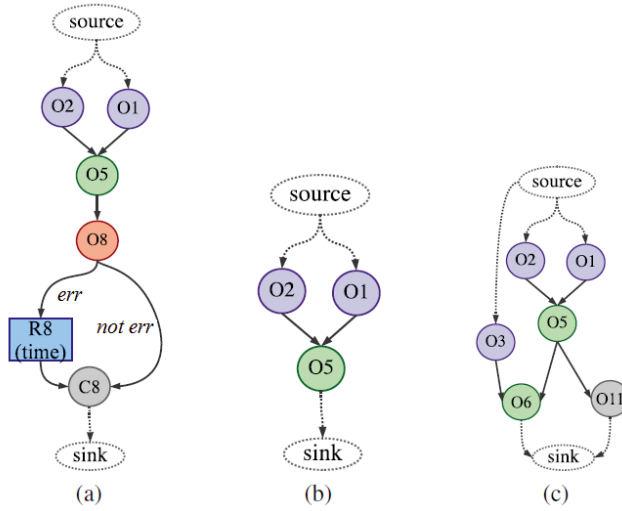 source
O2
O1
O5
O8
err
not err
R8
(time)
C8
sink
(a)
source
O2
O1
O5
sink
(b)
source
O2
O1
O3
O5
O6
O11
sink
(c)